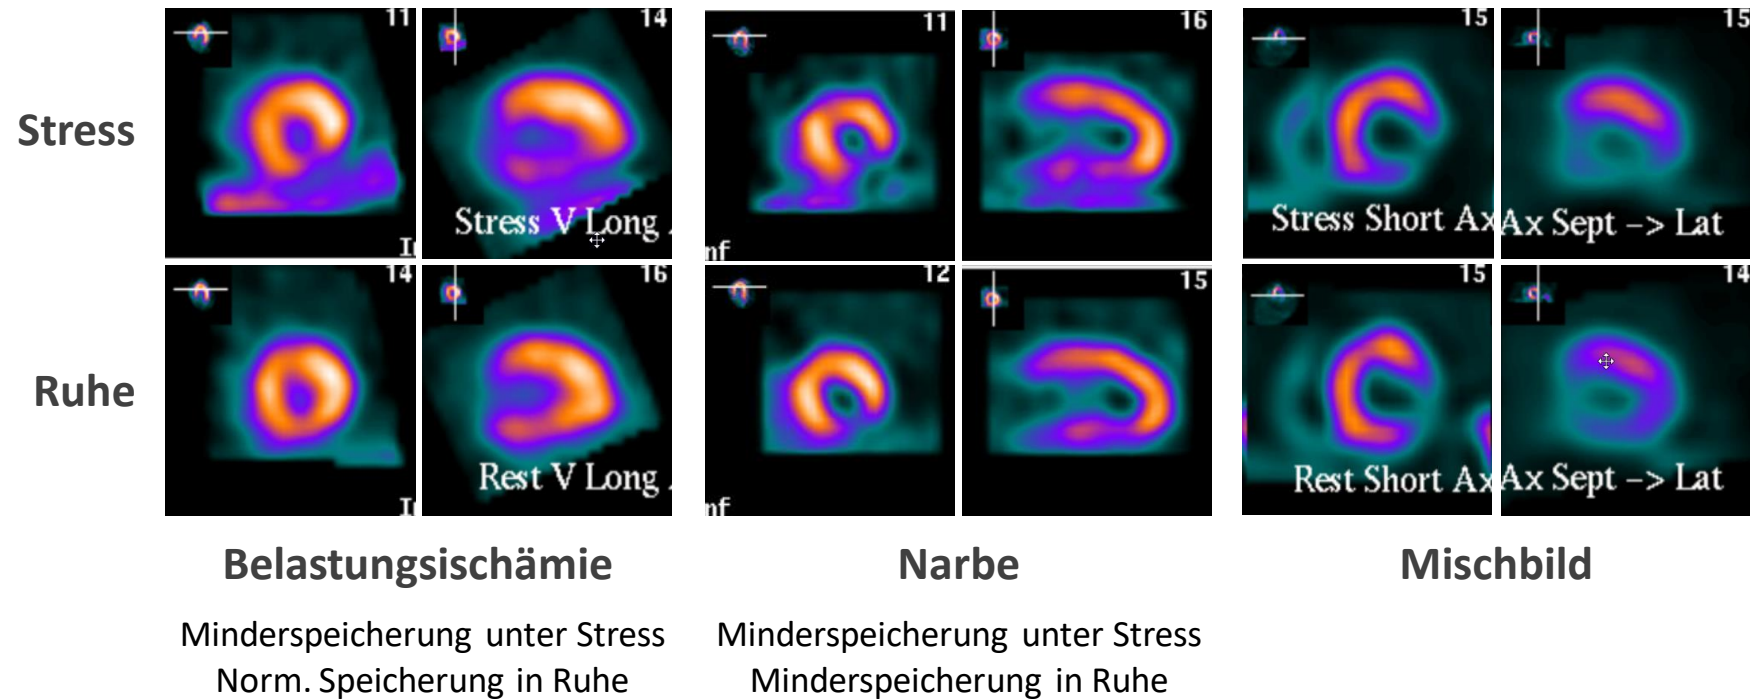 Stress
11
14
Stress V Long
11
nf
16
15
Stress Short Ax
15
Ax Sept –> Lat
Ruhe
14
16
Rest V Long
12
nf
15
15
Rest Short Ax
14
Ax Sept –> Lat
Belastungsischämie
Narbe
Mischbild
Minderspeicherung unter Stress
Norm. Speicherung in Ruhe
Minderspeicherung unter Stress
Minderspeicherung in Ruhe